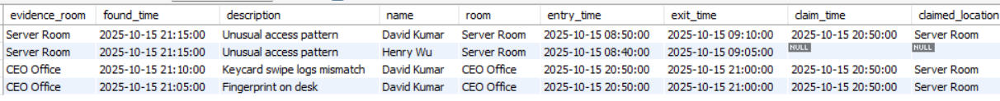 evidence_room found_time description name room entry_time exit_time claim_time claimed_location
Server Room 2025-10-15 21:15:00 Unusual access pattern David Kumar Server Room 2025-10-15 08:50:00 2025-10-15 09:10:00 2025-10-15 20:50:00 Server Room
Server Room 2025-10-15 21:15:00 Unusual access pattern Henry Wu Server Room 2025-10-15 08:40:00 2025-10-15 09:05:00 NULL NULL
CEO Office 2025-10-15 21:10:00 Keycard swipe logs mismatch David Kumar CEO Office 2025-10-15 20:50:00 2025-10-15 21:00:00 2025-10-15 20:50:00 Server Room
CEO Office 2025-10-15 21:05:00 Fingerprint on desk David Kumar CEO Office 2025-10-15 20:50:00 2025-10-15 21:00:00 2025-10-15 20:50:00 Server Room